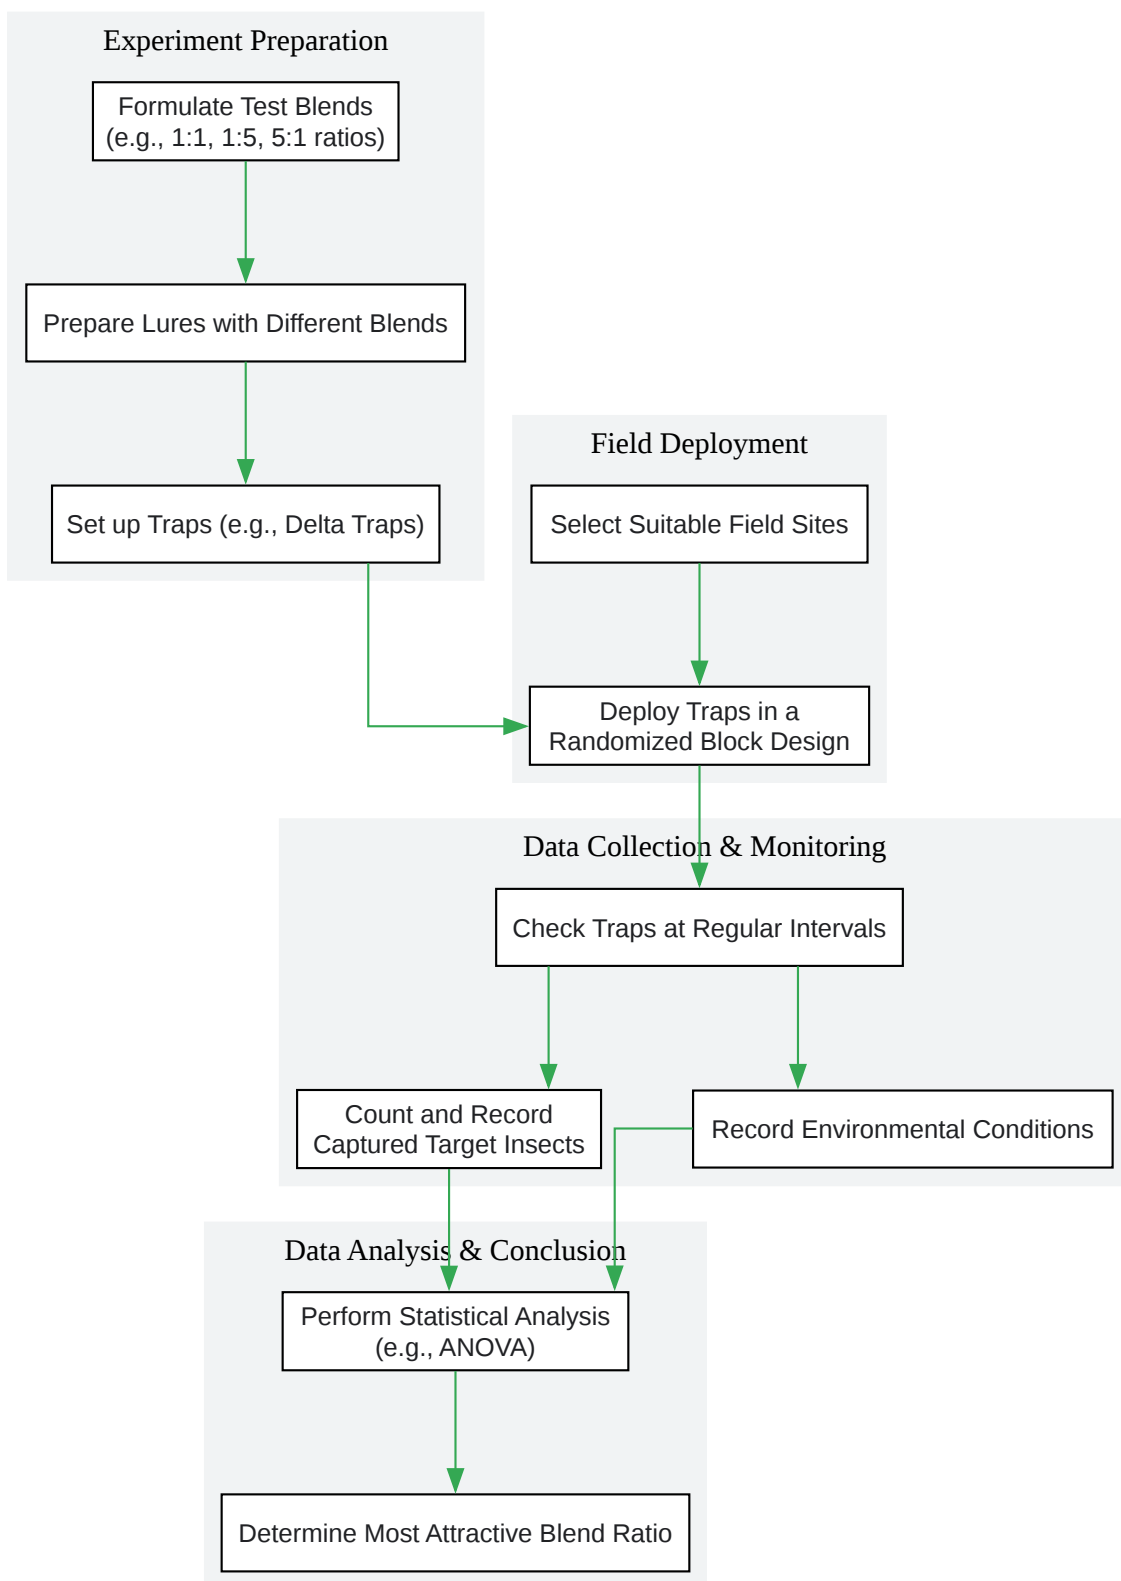 Experiment Preparation
Formulate Test Blends
(e.g., 1:1, 1:5, 5:1 ratios)
Prepare Lures with Different Blends
Set up Traps (e.g., Delta Traps)
Field Deployment
Select Suitable Field Sites
Deploy Traps in a
Randomized Block Design
Data Collection & Monitoring
Check Traps at Regular Intervals
Count and Record
Captured Target Insects
Record Environmental Conditions
Data Analysis & Conclusion
Perform Statistical Analysis
(e.g., ANOVA)
Determine Most Attractive Blend Ratio